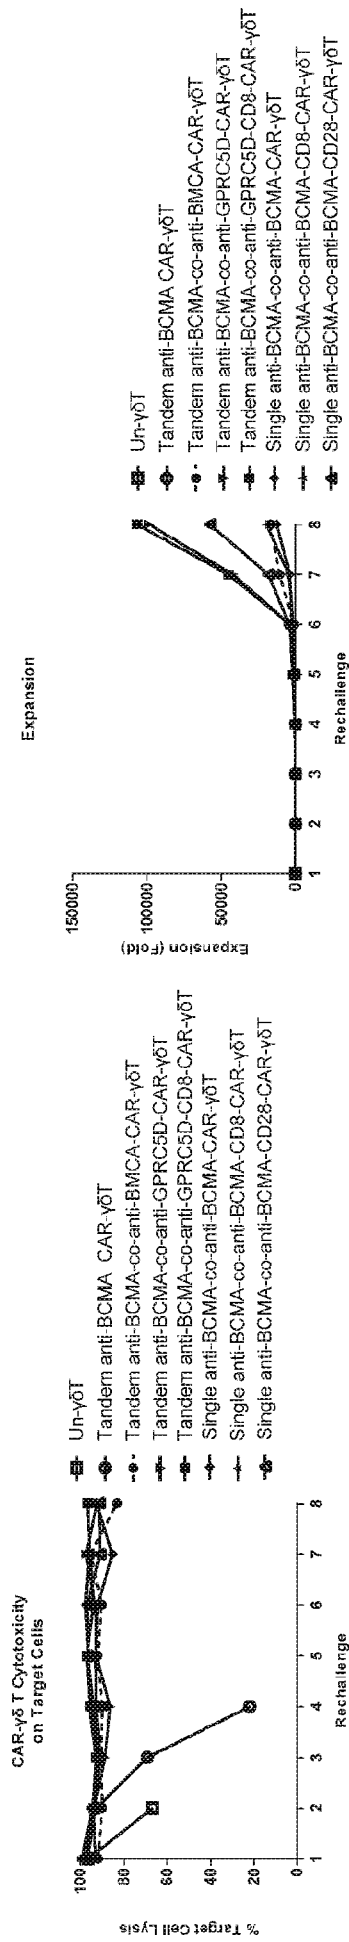 CAR-γδ T Cytotoxicity
on Target Cells
% Target Cell Lysis
100
80
60
40
20
0
1 2 3 4 5 6 7 8
Rechallenge
Un-γδT
Tandem anti-BCMA CAR-γδT
Tandem anti-BCMA-co-anti-BMCA-CAR-γδT
Tandem anti-BCMA-co-anti-GPRC5D-CAR-γδT
Tandem anti-BCMA-co-anti-GPRC5D-CD8-CAR-γδT
Single anti-BCMA-co-anti-BCMA-CAR-γδT
Single anti-BCMA-co-anti-BCMA-CD8-CAR-γδT
Single anti-BCMA-co-anti-BCMA-CD28-CAR-γδT
Expansion
Expansion (Fold)
150000
100000
50000
0
1 2 3 4 5 6 7 8
Rechallenge
Un-γδT
Tandem anti-BCMA CAR-γδT
Tandem anti-BCMA-co-anti-BMCA-CAR-γδT
Tandem anti-BCMA-co-anti-GPRC5D-CAR-γδT
Tandem anti-BCMA-co-anti-GPRC5D-CD8-CAR-γδT
Single anti-BCMA-co-anti-BCMA-CAR-γδT
Single anti-BCMA-co-anti-BCMA-CD8-CAR-γδT
Single anti-BCMA-co-anti-BCMA-CD28-CAR-γδT